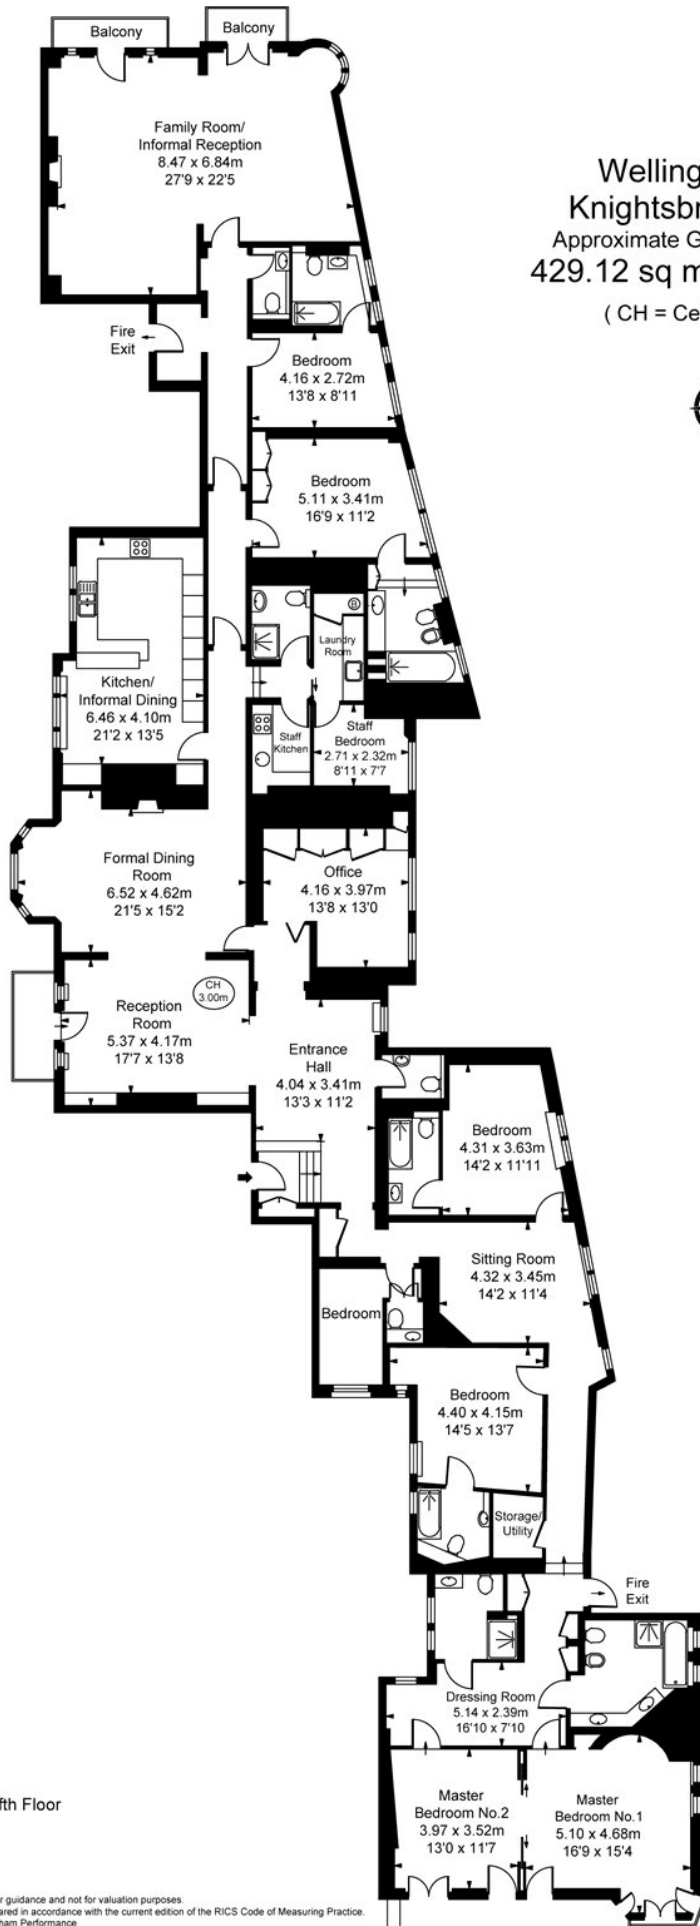 Balcony
Balcony
Family Room/
Informal Reception
8.47 x 6.84m
27'9 x 22'5
Welling
Knightsbr
Approximate G
429.12 sq m
( CH = Ce
Fire
Exit
Bedroom
4.16 x 2.72m
13'8 x 8'11
Bedroom
5.11 x 3.41m
16'9 x 11'2
Laundry
Room
Kitchen/
Informal Dining
6.46 x 4.10m
21'2 x 13'5
Staff
Kitchen
Staff
Bedroom
2.71 x 2.32m
8'11 x 7'7
Formal Dining
Room
6.52 x 4.62m
21'5 x 15'2
Office
4.16 x 3.97m
13'8 x 13'0
CH
3.00m
Reception
Room
5.37 x 4.17m
17'7 x 13'8
Entrance
Hall
4.04 x 3.41m
13'3 x 11'2
Bedroom
4.31 x 3.63m
14'2 x 11'11
Sitting Room
4.32 x 3.45m
14'2 x 11'4
Bedroom
Bedroom
4.40 x 4.15m
14'5 x 13'7
Storage/
Utility
Fire
Exit
Dressing Room
5.14 x 2.39m
16'10 x 7'10
Master
Bedroom No.2
3.97 x 3.52m
13'0 x 11'7
Master
Bedroom No.1
5.10 x 4.68m
16'9 x 15'4
fth Floor
r guidance and not for valuation purposes.
ared in accordance with the current edition of the RICS Code of Measuring Practice.
ham Performance